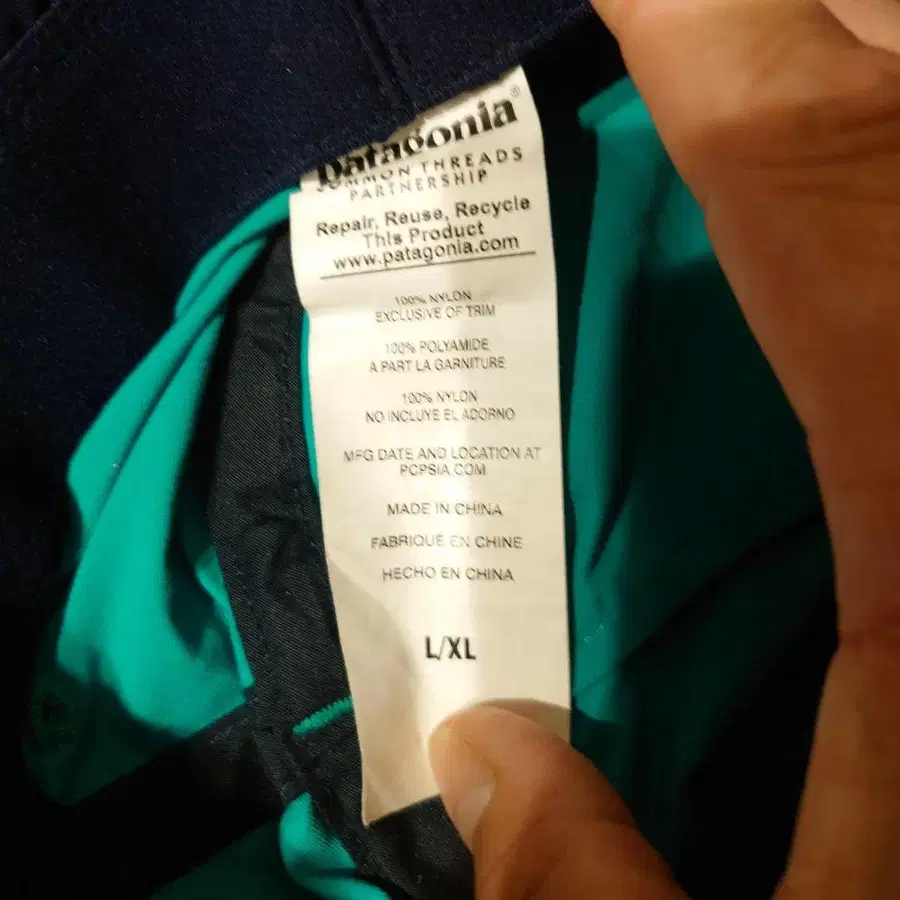 patagonia®
COMMON THREADS
PARTNERSHIP
Repair, Reuse, Recycle
This Product
www.patagonia.com
100% NYLON
EXCLUSIVE OF TRIM
100% POLYAMIDE
A PART LA GARNITURE
100% NYLON
NO INCLUYE EL ADORNO
MFG DATE AND LOCATION AT
PCPSIA.COM
MADE IN CHINA
FABRIQUÉ EN CHINE
HECHO EN CHINA
L/XL